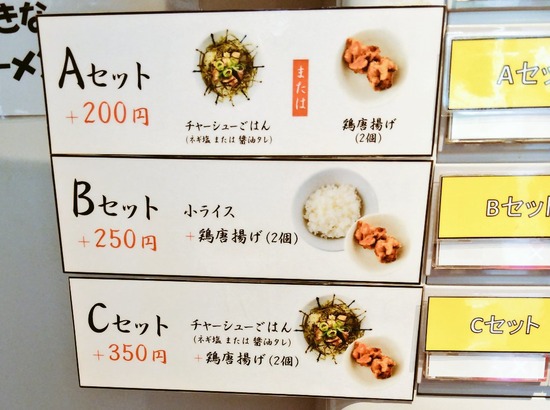 きな
ーメン
Aセット
+200円
チャーシューごはん
(ネギ塩 または 醤油タレ)
または
鶏唐揚げ
(2個)
Aセッ
Bセット
+250円
小ライス
+鶏唐揚げ(2個)
Bセット
Cセット
+350円
チャーシューごはん
(ネギ塩 または 醤油タレ)
+鶏唐揚げ(2個)
Cセット